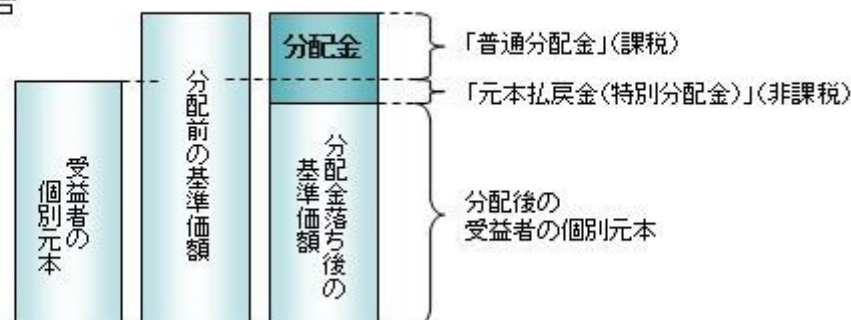 分配金
「普通分配金」(課税)
「元本払戻金(特別分配金)」(非課税)
受益者の
個別元本
分配前の基準価額
分配金落ち後の
基準価額
分配後の
受益者の個別元本